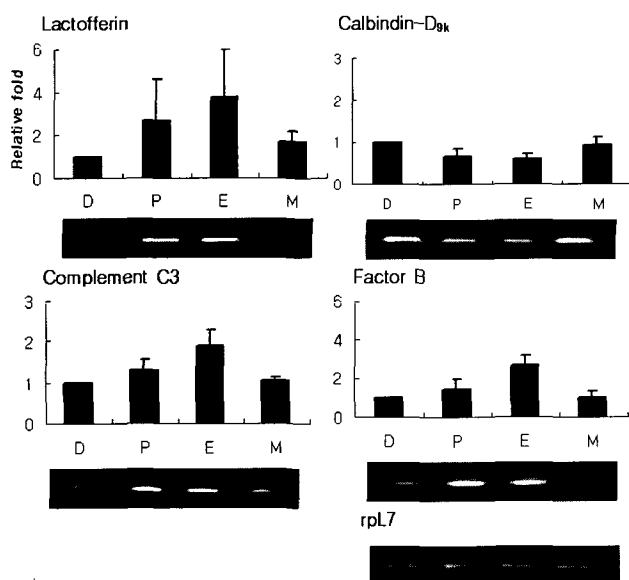 Lactofferin
Relative fold
6
4
2
0
D P E M
Calbindin-D9k
3
2
1
0
D P E M
Complement C3
3
2
1
0
D P E M
Factor B
6
4
2
0
D P E M
rpL7